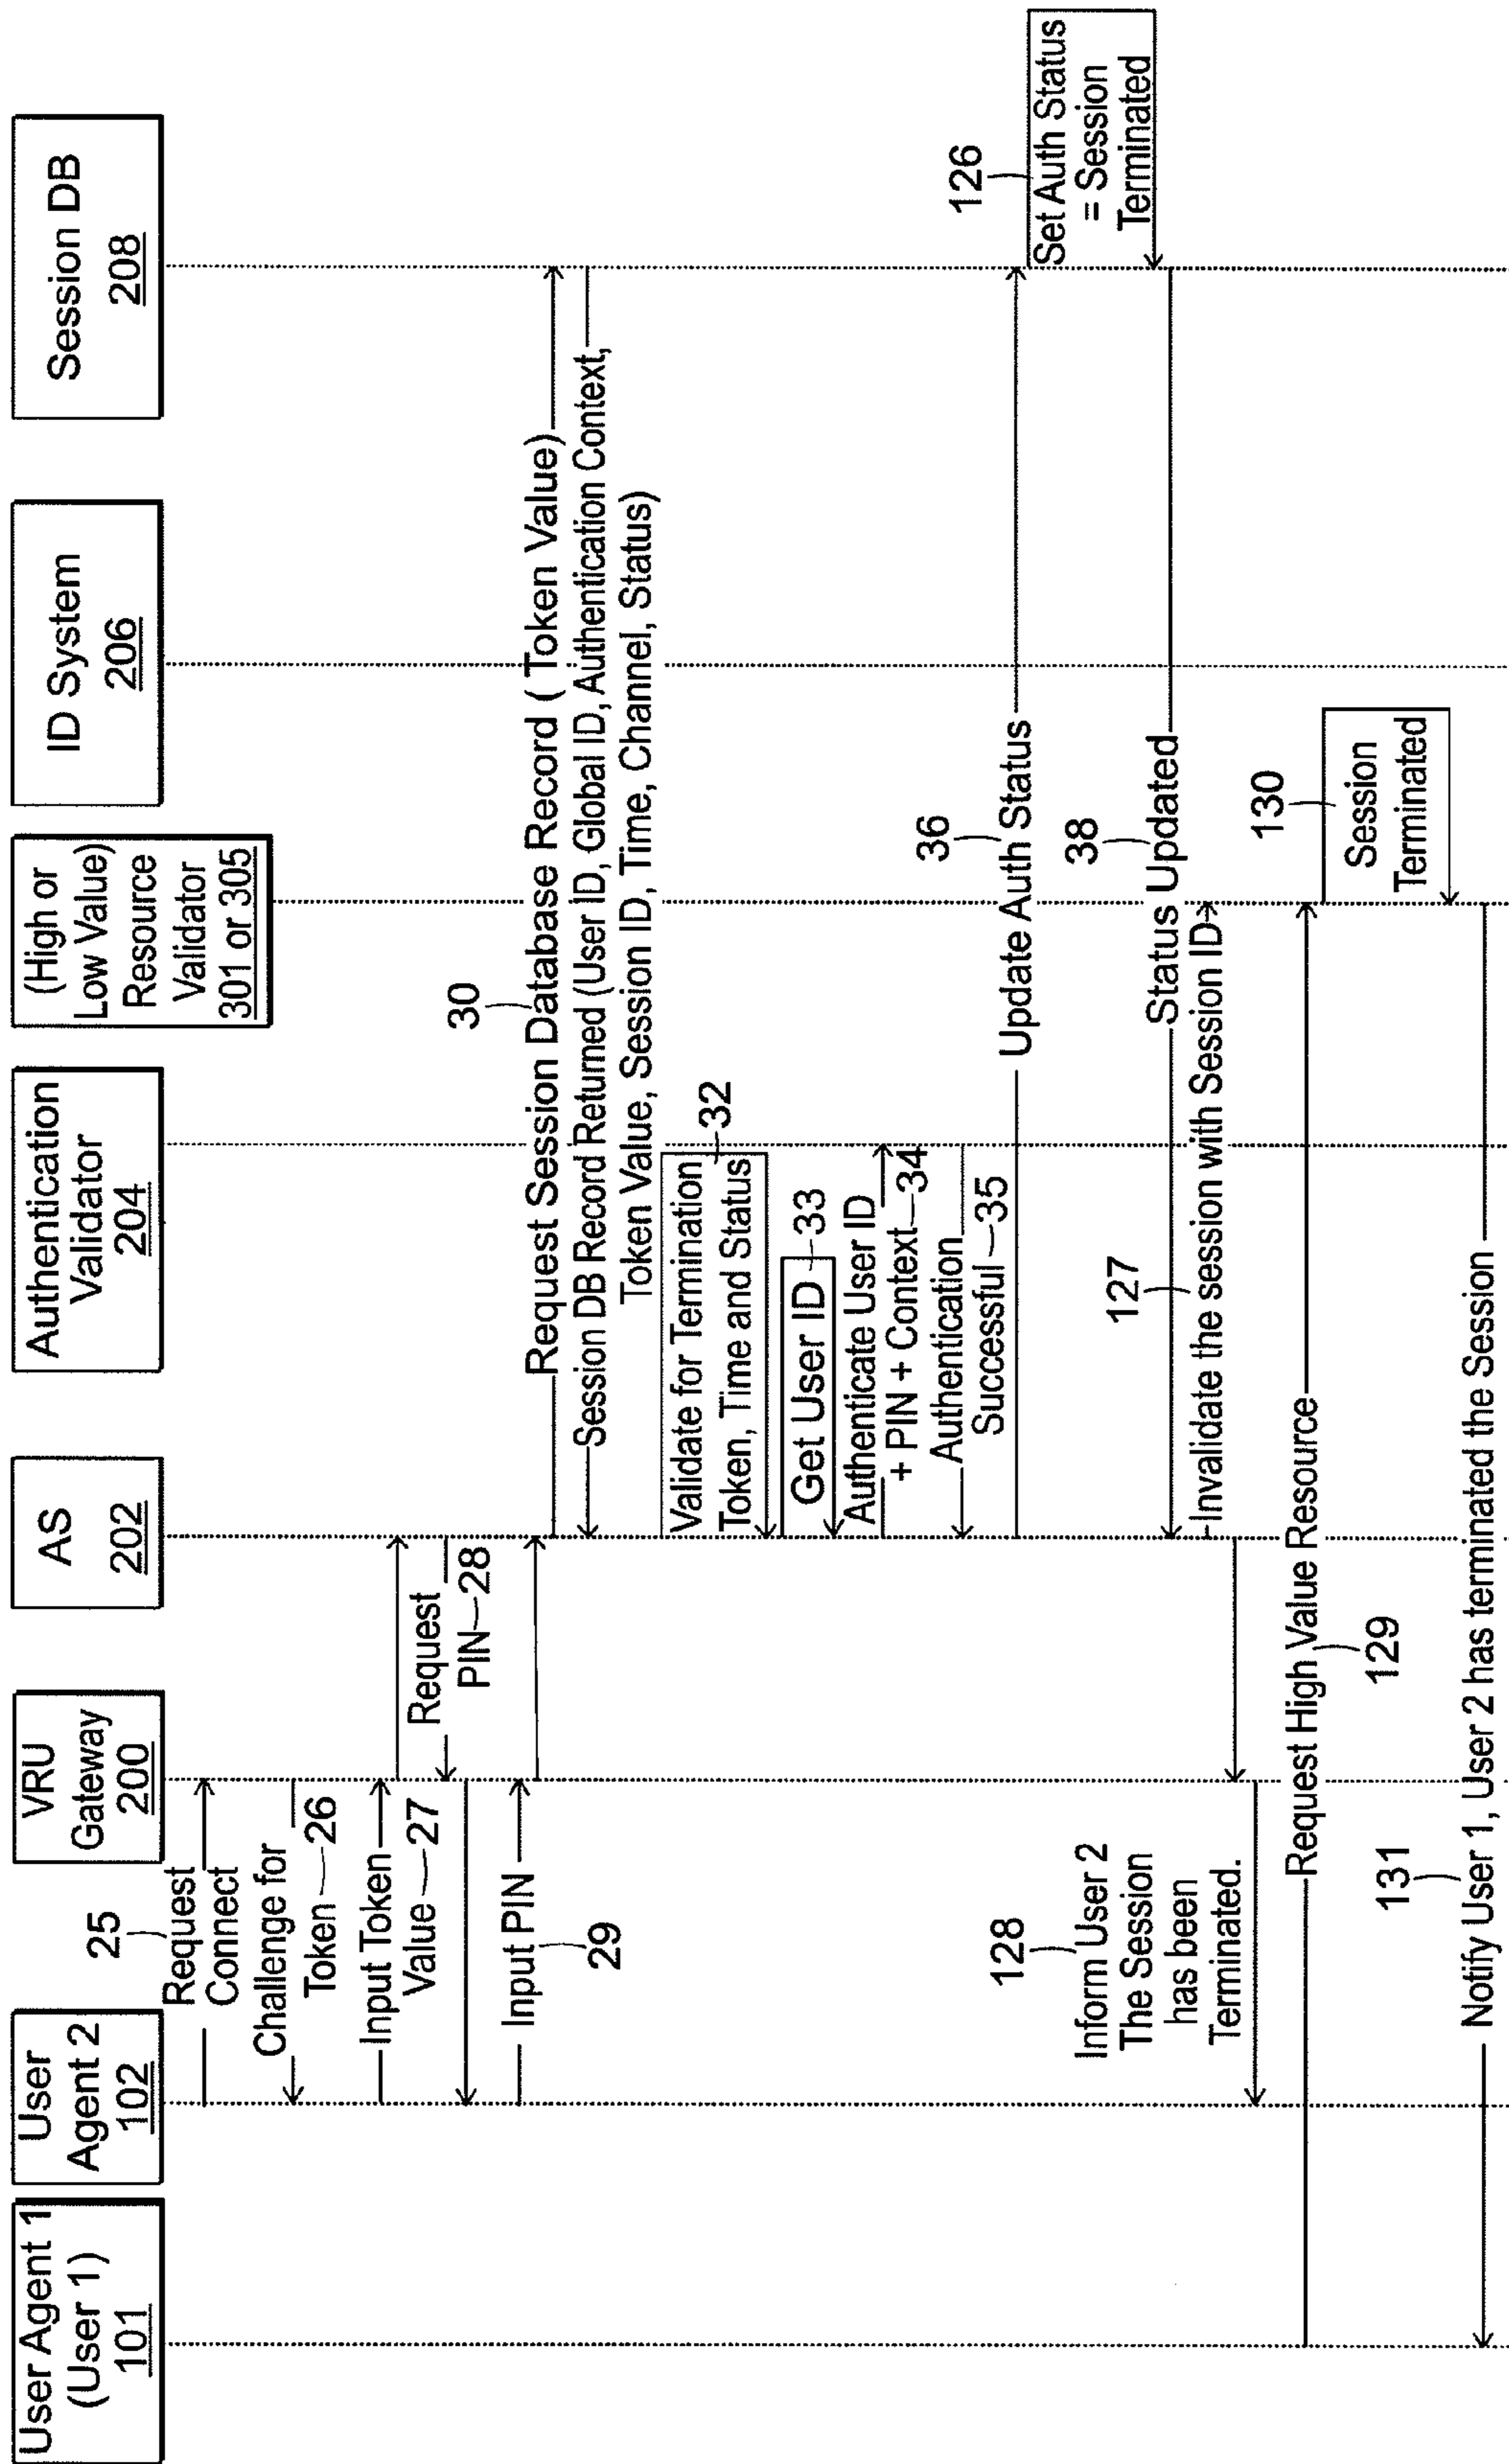 User Agent 1
(User 1)
101
User
Agent 2
102
VRU
Gateway
200
AS
202
Authentication
Validator
204
(High or
Low Value)
Resource
Validator
301 or 305
ID System
206
Session DB
208
25
Request
Connect
Challenge for
Token 26
Input Token
Value 27
Request
PIN 28
Input PIN
29
30
Request Session Database Record ( Token Value)
Session DB Record Returned (User ID, Global ID, Authentication Context,
Token Value, Session ID, Time, Channel, Status)
Validate for Termination
Token, Time and Status
32
Get User ID
33
Authenticate User ID
+ PIN + Context 34
Authentication
Successful 35
36
Update Auth Status
126
Set Auth Status
= Session
Terminated
38
Status Updated
127
Invalidate the session with Session ID
128
Inform User 2
The Session
has been
Terminated.
Request High Value Resource
129
130
Session
Terminated
131
Notify User 1, User 2 has terminated the Session